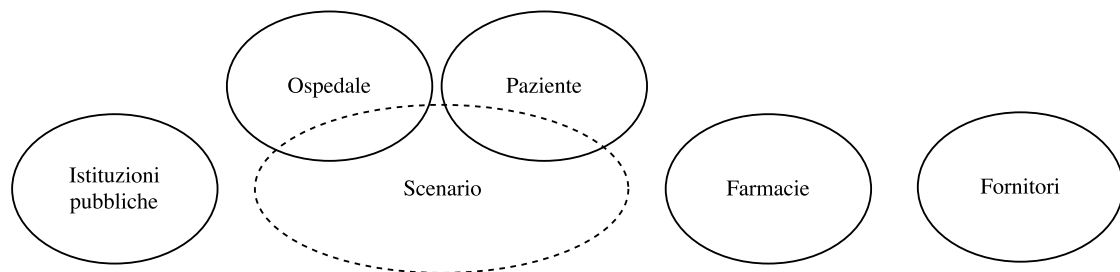 Ospedale
Paziente
Istituzioni
pubbliche
Scenario
Farmacie
Fornitori